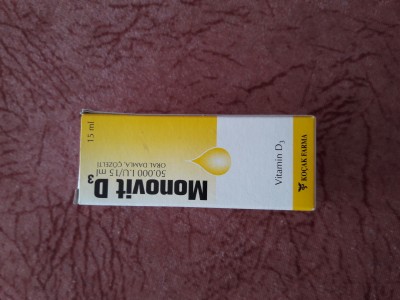 Monovit D3
50.000 I.U/15 ml
ORAL DAMLA, ÇÖZELTİ
15 ml
Vitamin D3
KOÇAK FARMA